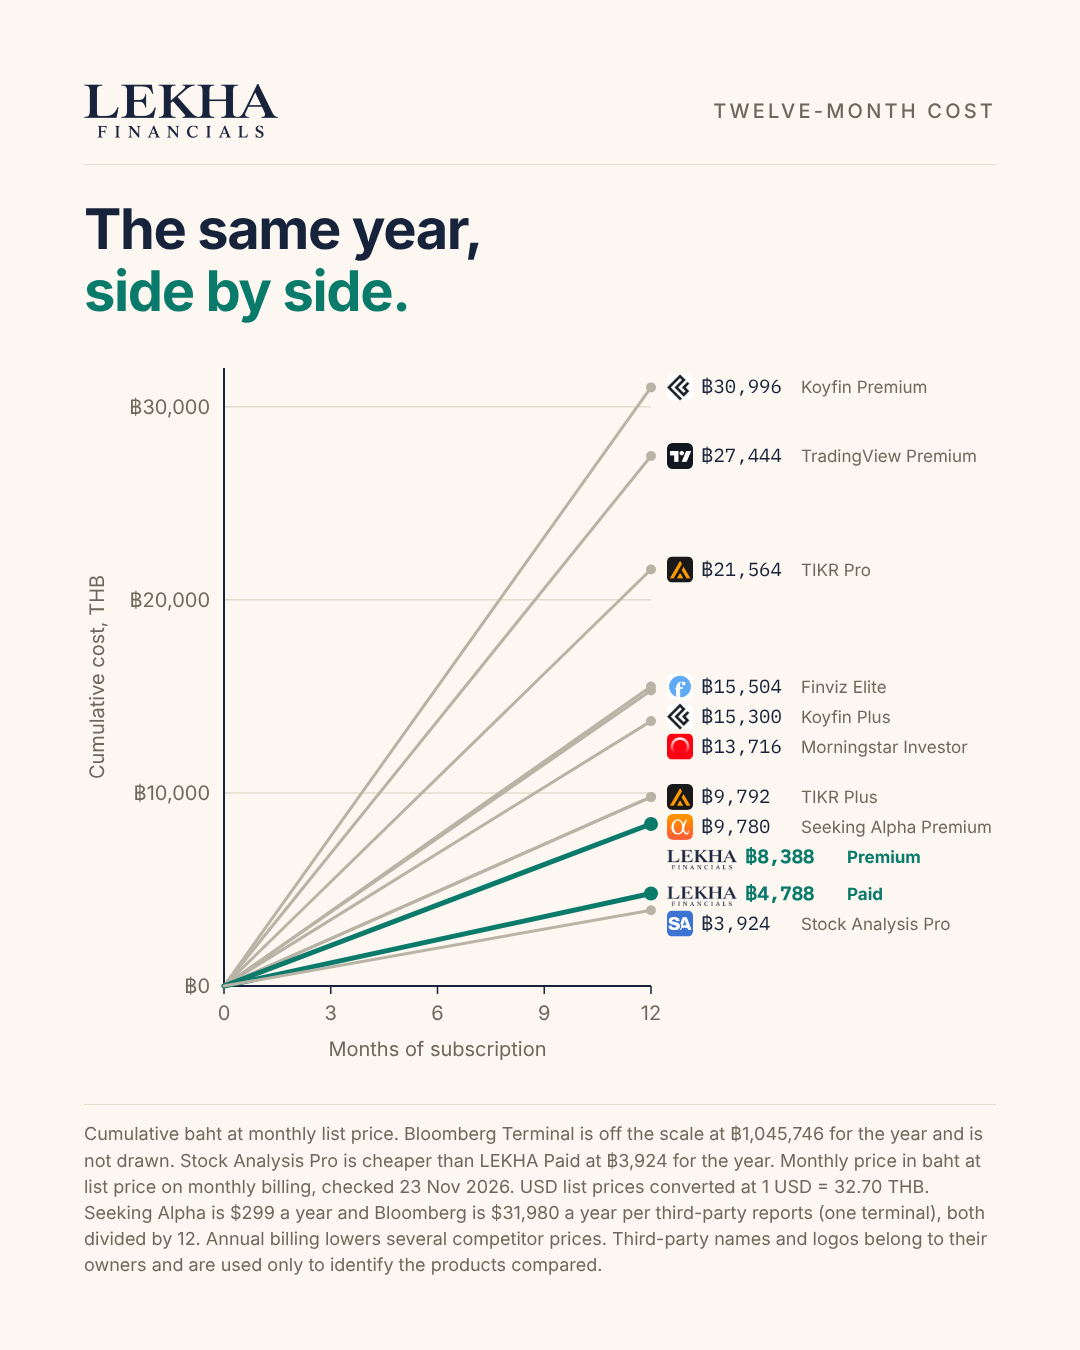 LEKHA
FINANCIALS
TWELVE-MONTH COST
The same year,
side by side.
Cumulative cost, THB
฿30,000
฿20,000
฿10,000
฿0
฿30,996 Koyfin Premium
฿27,444 TradingView Premium
฿21,564 TIKR Pro
฿15,504 Finviz Elite
฿15,300 Koyfin Plus
฿13,716 Morningstar Investor
฿9,792 TIKR Plus
α ฿9,780 Seeking Alpha Premium
LEKHA FINANCIALS ฿8,388 Premium
LEKHA FINANCIALS ฿4,788 Paid
SA ฿3,924 Stock Analysis Pro
0 3 6 9 12
Months of subscription
Cumulative baht at monthly list price. Bloomberg Terminal is off the scale at ฿1,045,746 for the year and is
not drawn. Stock Analysis Pro is cheaper than LEKHA Paid at ฿3,924 for the year. Monthly price in baht at
list price on monthly billing, checked 23 Nov 2026. USD list prices converted at 1 USD = 32.70 THB.
Seeking Alpha is $299 a year and Bloomberg is $31,980 a year per third-party reports (one terminal), both
divided by 12. Annual billing lowers several competitor prices. Third-party names and logos belong to their
owners and are used only to identify the products compared.